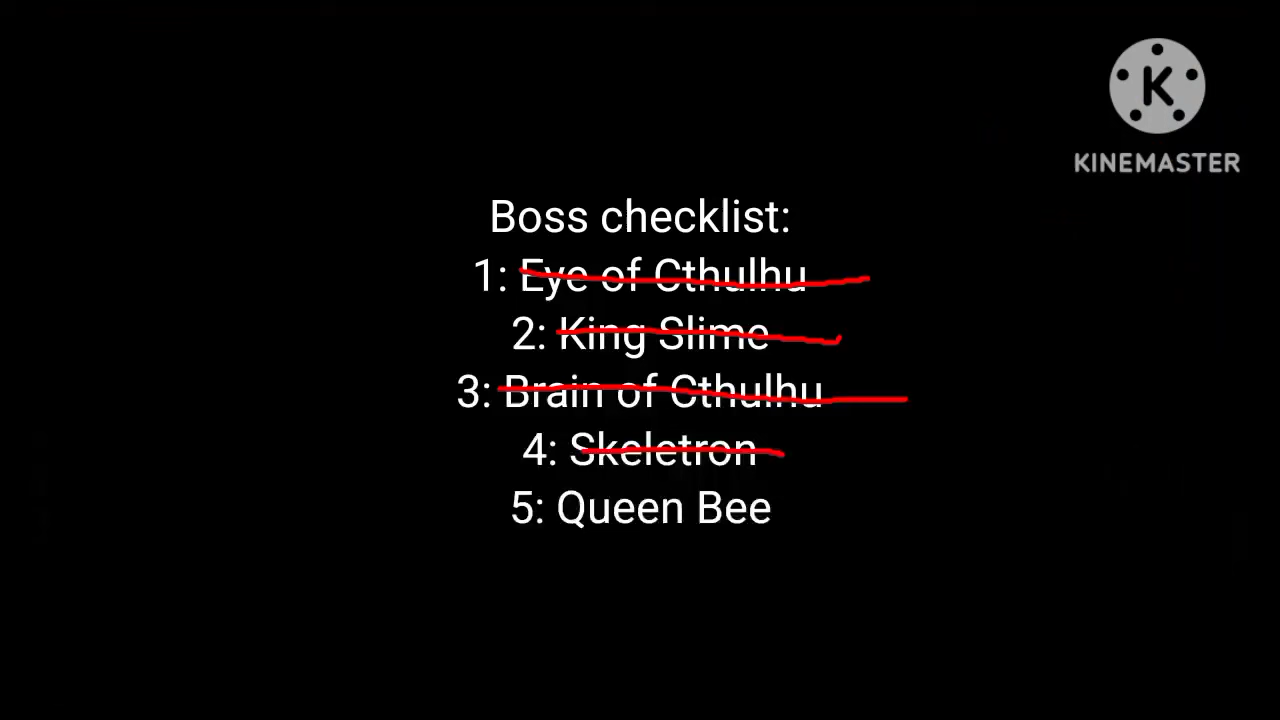 K
KINEMASTER
Boss checklist:
1: Eye of Cthulhu
2: King Slime
3: Brain of Cthulhu
4: Skeletron
5: Queen Bee